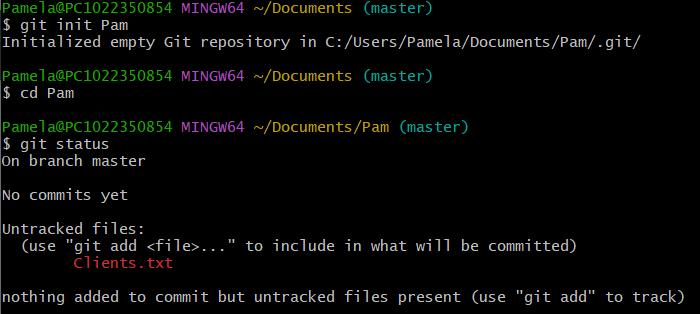 Pamela@PC1022350854 MINGW64 ~/Documents (master)
$ git init Pam
Initialized empty Git repository in C:/Users/Pamela/Documents/Pam/.git/
Pamela@PC1022350854 MINGW64 ~/Documents (master)
$ cd Pam
Pamela@PC1022350854 MINGW64 ~/Documents/Pam (master)
$ git status
On branch master
No commits yet
Untracked files:
  (use "git add <file>..." to include in what will be committed)
        Clients.txt
nothing added to commit but untracked files present (use "git add" to track)